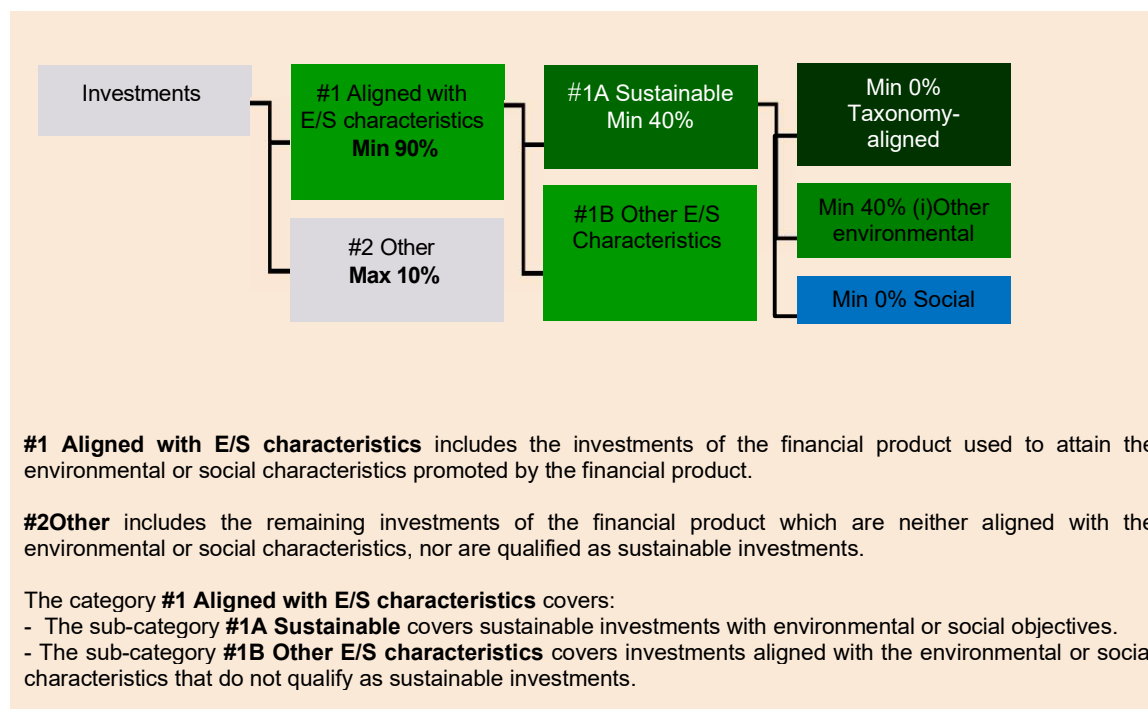 Investments
#1 Aligned with
E/S characteristics
Min 90%
#2 Other
Max 10%
#1A Sustainable
Min 40%
#1B Other E/S
Characteristics
Min 0%
Taxonomy-
aligned
Min 40% (i)Other
environmental
Min 0% Social
#1 Aligned with E/S characteristics includes the investments of the financial product used to attain the
environmental or social characteristics promoted by the financial product.
#2Other includes the remaining investments of the financial product which are neither aligned with the
environmental or social characteristics, nor are qualified as sustainable investments.
The category #1 Aligned with E/S characteristics covers:
- The sub-category #1A Sustainable covers sustainable investments with environmental or social objectives.
- The sub-category #1B Other E/S characteristics covers investments aligned with the environmental or social
characteristics that do not qualify as sustainable investments.